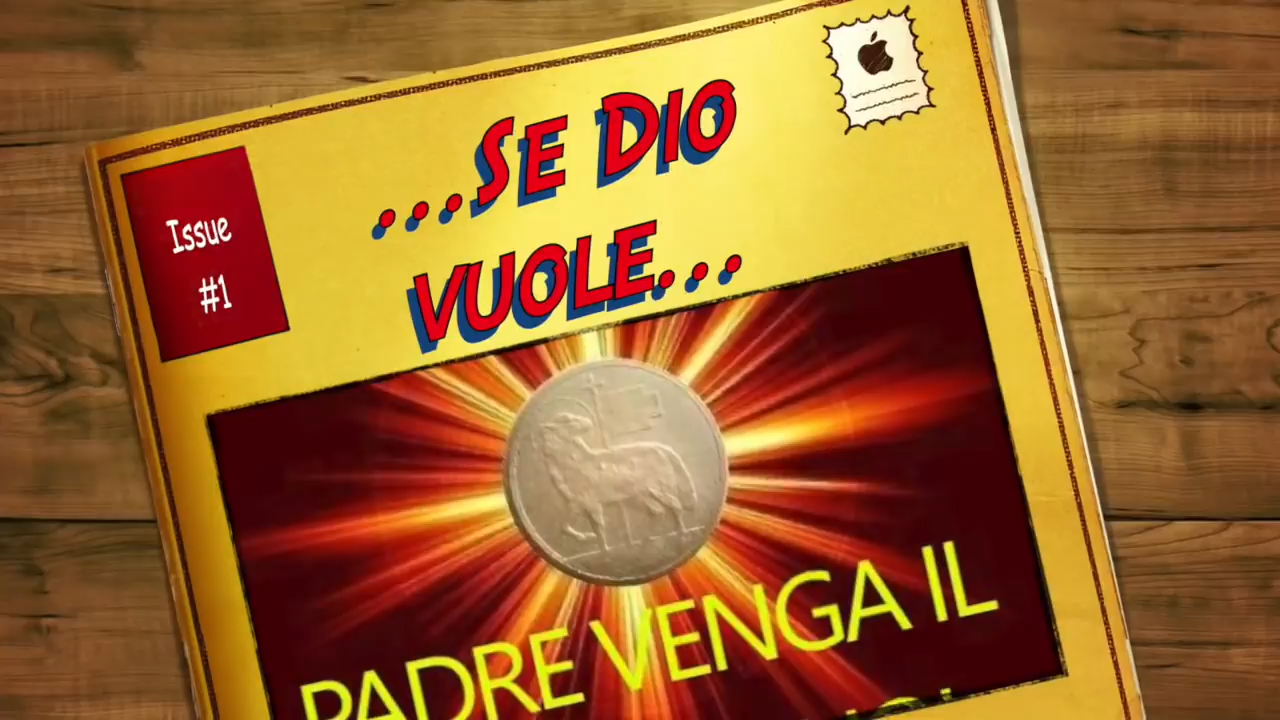 ...SE DIO
VUOLE...
Issue
#1
PADRE VENGA IL